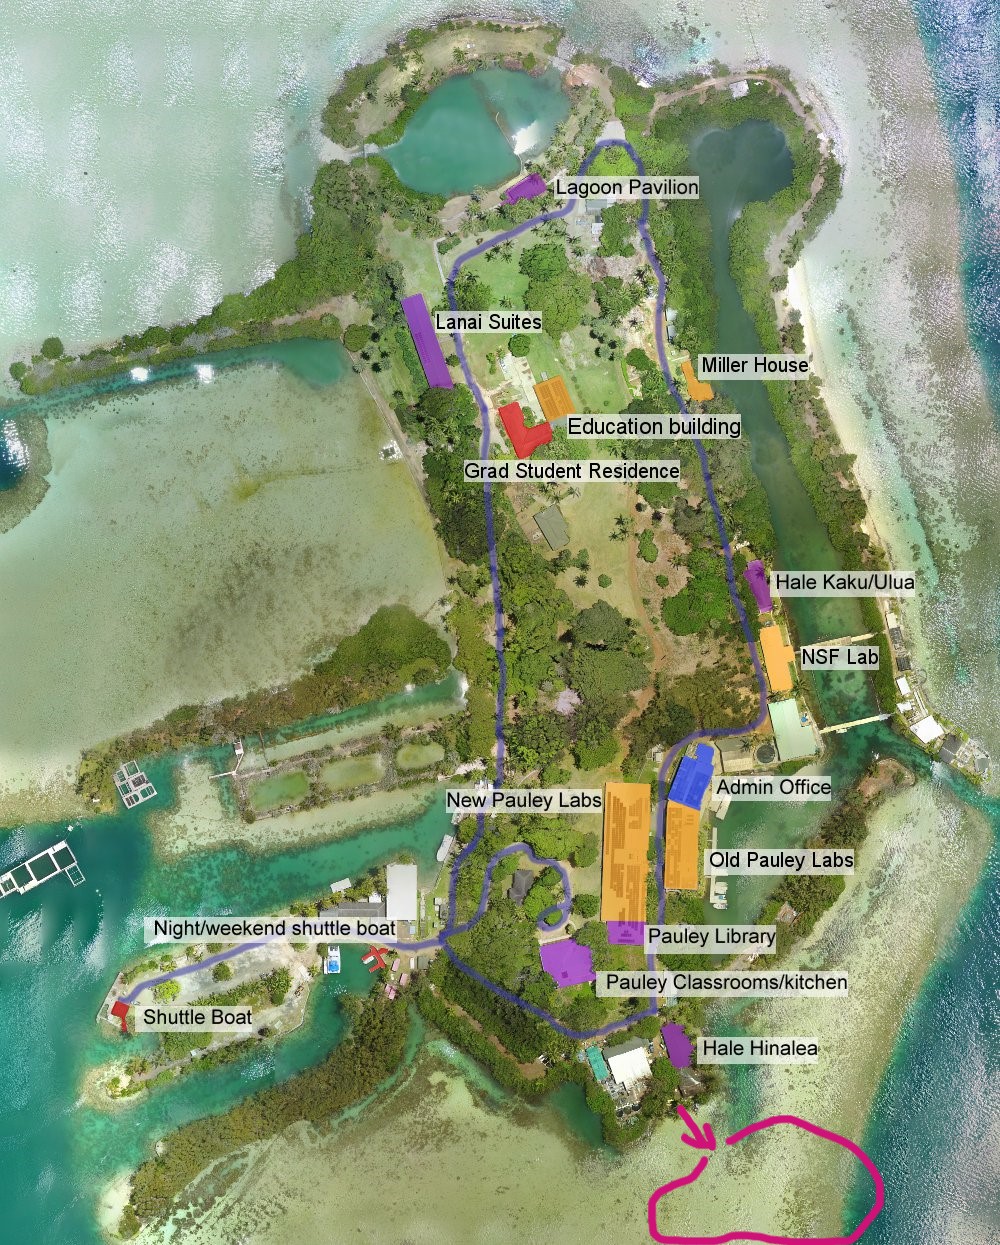 Lagoon Pavilion
Lanai Suites
Miller House
Education building
Grad Student Residence
Hale Kaku/Ulua
NSF Lab
Admin Office
New Pauley Labs
Old Pauley Labs
Night/weekend shuttle boat
Pauley Library
Pauley Classrooms/kitchen
Shuttle Boat
Hale Hinalea